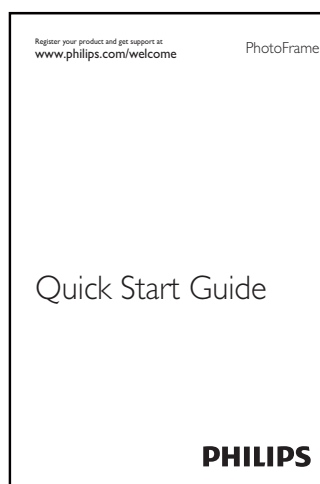 Register your product and get support at
www.philips.com/welcome
PhotoFrame
Quick Start Guide
PHILIPS